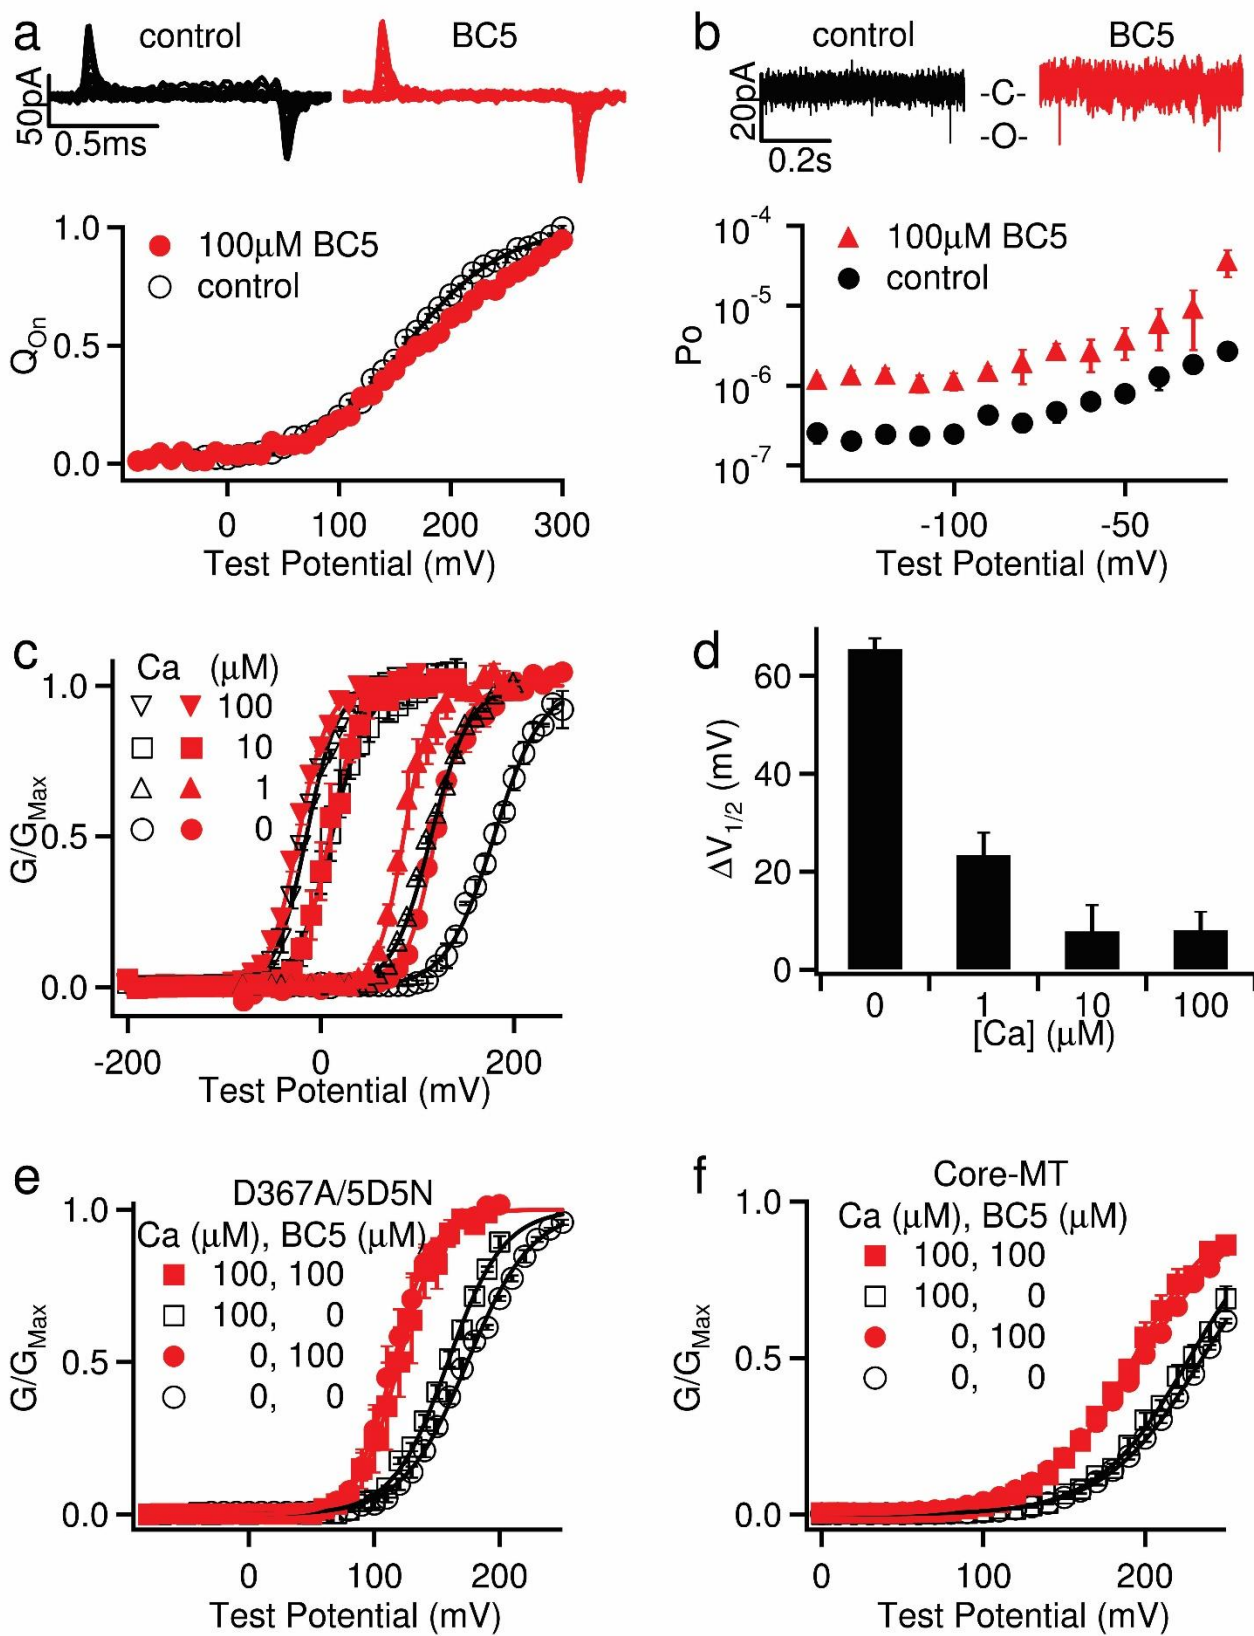 a
control
BC5
50pA
0.5ms
1.0
0.5
0.0
Q_On
100μM BC5
control
0 100 200 300
Test Potential (mV)
b
control
BC5
20pA
-C-
-O-
0.2s
10^-4
10^-5
10^-6
10^-7
Po
100μM BC5
control
-100 -50
Test Potential (mV)
c
Ca (μM)
100
10
1
0
1.0
0.5
0.0
G/G_Max
-200 0 200
Test Potential (mV)
d
60
40
20
0
ΔV_1/2 (mV)
0 1 10 100
[Ca] (μM)
e
D367A/5D5N
Ca (μM), BC5 (μM)
100, 100
100, 0
0, 100
0, 0
1.0
0.5
0.0
G/G_Max
0 100 200
Test Potential (mV)
f
Core-MT
Ca (μM), BC5 (μM)
100, 100
100, 0
0, 100
0, 0
1.0
0.5
0.0
G/G_Max
0 100 200
Test Potential (mV)